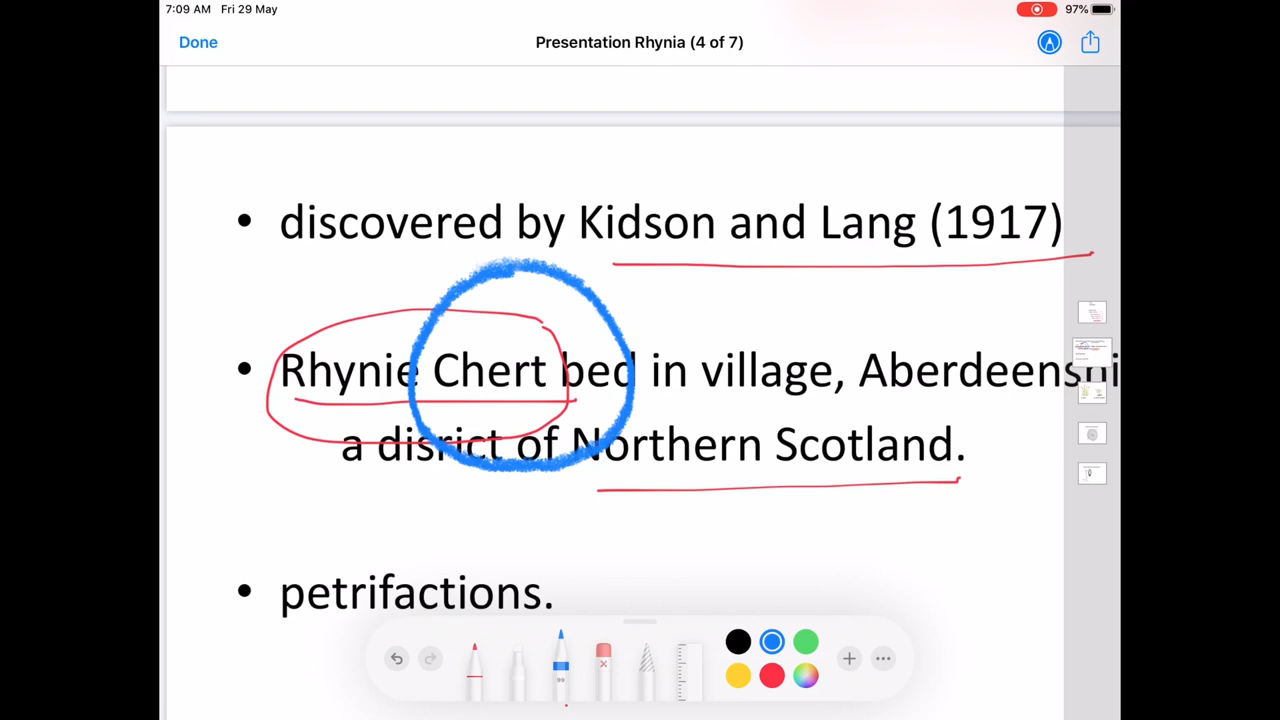 7:09 AM Fri 29 May 97%
Done Presentation Rhynia (4 of 7)
• discovered by Kidson and Lang (1917)
• Rhynie Chert bed in village, Aberdeenshi
a disrict of Northern Scotland.
• petrifactions.